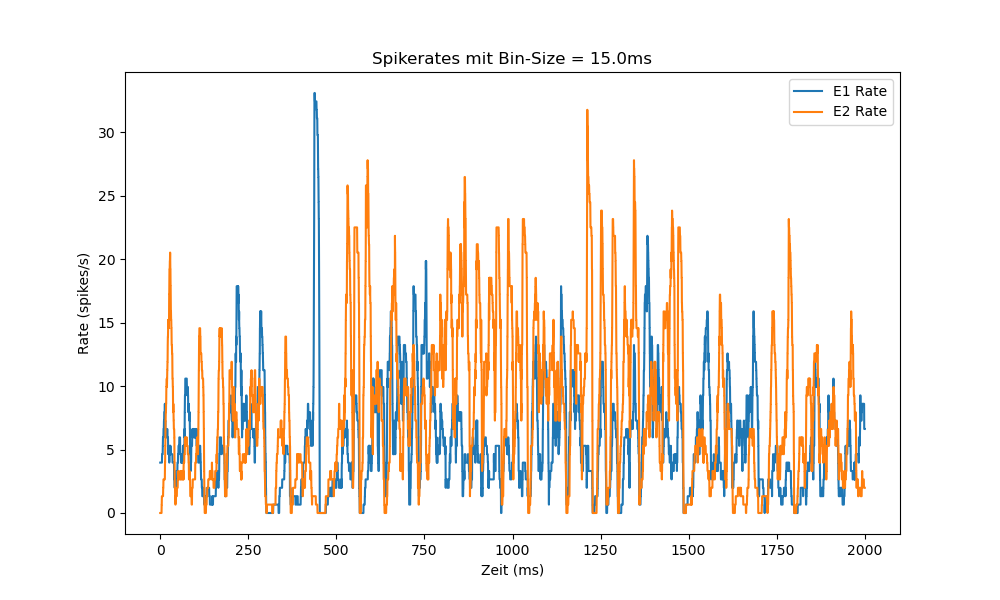 Spikerates mit Bin-Size = 15.0ms
E1 Rate
E2 Rate
Rate (spikes/s)
30
25
20
15
10
5
0
0 250 500 750 1000 1250 1500 1750 2000
Zeit (ms)